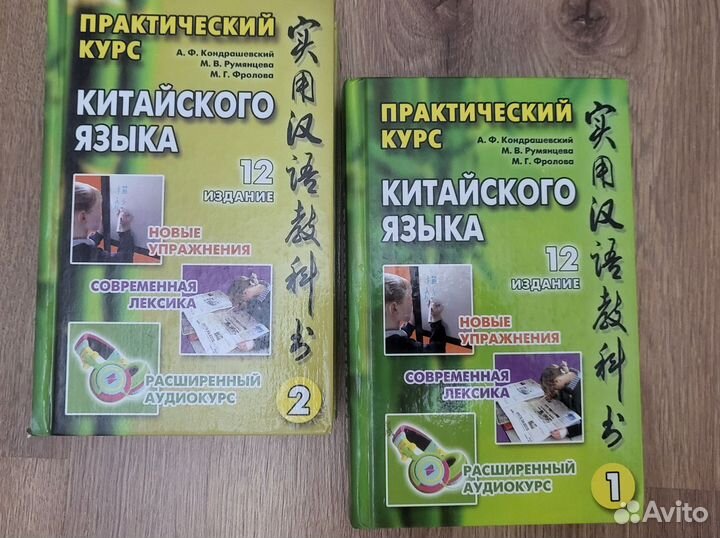 ПРАКТИЧЕСКИЙ
КУРС
А. Ф. Кондрашевский
М. В. Румянцева
М. Г. Фролова
КИТАЙСКОГО
ЯЗЫКА
12
ИЗДАНИЕ
НОВЫЕ
УПРАЖНЕНИЯ
СОВРЕМЕННАЯ
ЛЕКСИКА
РАСШИРЕННЫЙ
АУДИОКУРС
2
实用汉语教科书
ПРАКТИЧЕСКИЙ
КУРС
А. Ф. Кондрашевский
М. В. Румянцева
М. Г. Фролова
КИТАЙСКОГО
ЯЗЫКА
12
ИЗДАНИЕ
НОВЫЕ
УПРАЖНЕНИЯ
СОВРЕМЕННАЯ
ЛЕКСИКА
РАСШИРЕННЫЙ
АУДИОКУРС
1
实用汉语教科书
Avito